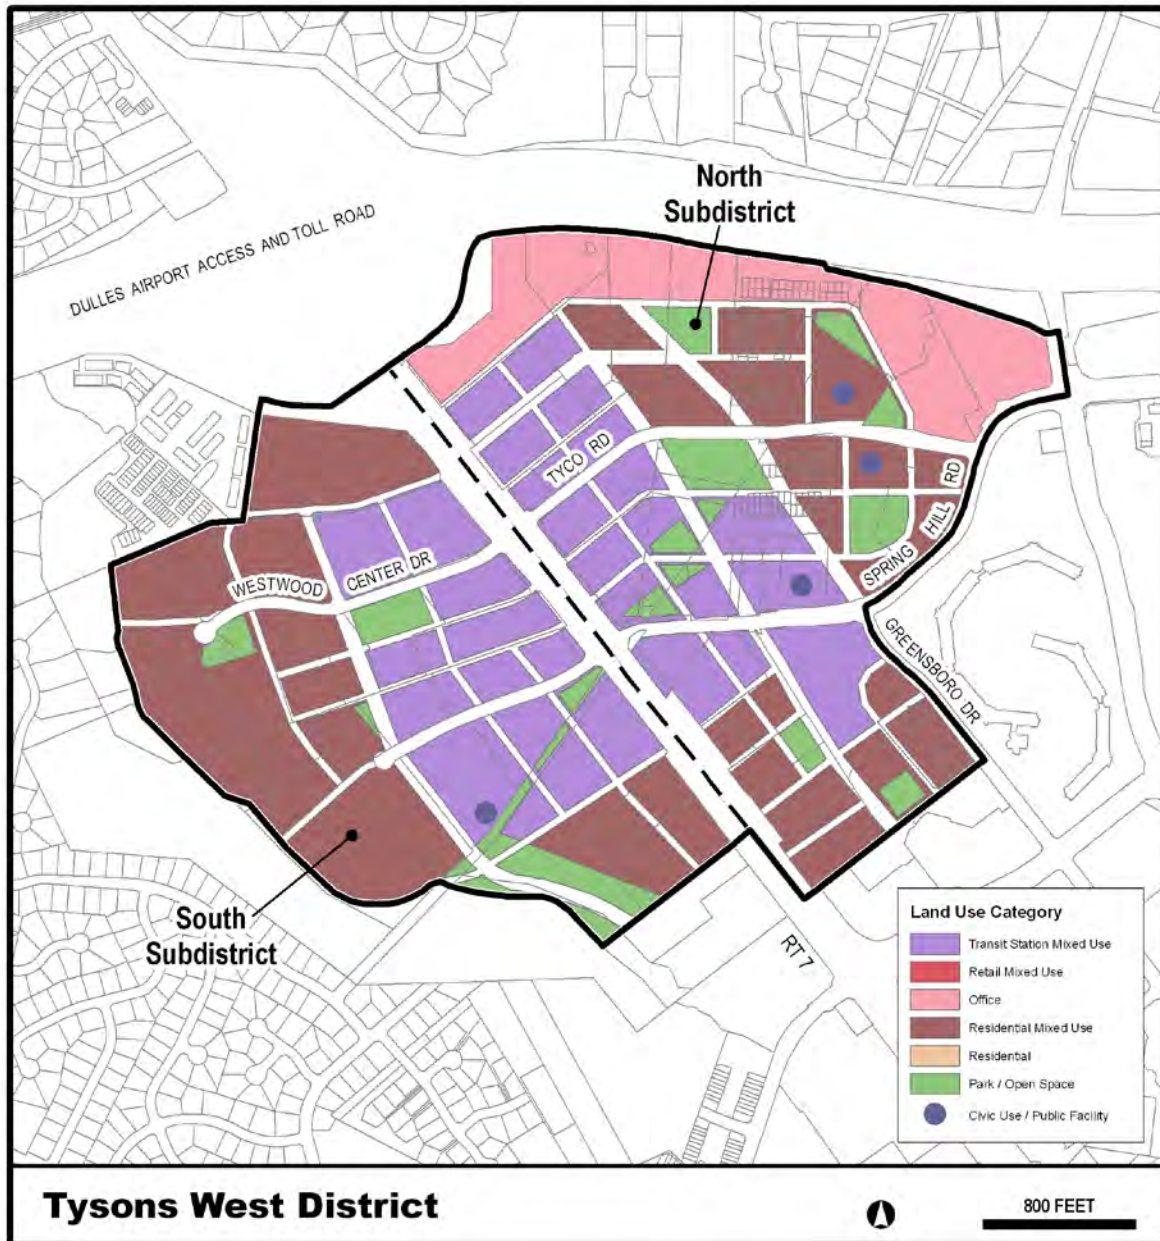 North
Subdistrict
DULLES AIRPORT ACCESS AND TOLL ROAD
TYCO RD
SPRING HILL RD
WESTWOOD CENTER DR
GREENSBORO DR
South
Subdistrict
RT 7
Land Use Category
Transit Station Mixed Use
Retail Mixed Use
Office
Residential Mixed Use
Residential
Park / Open Space
Civic Use / Public Facility
Tysons West District
800 FEET